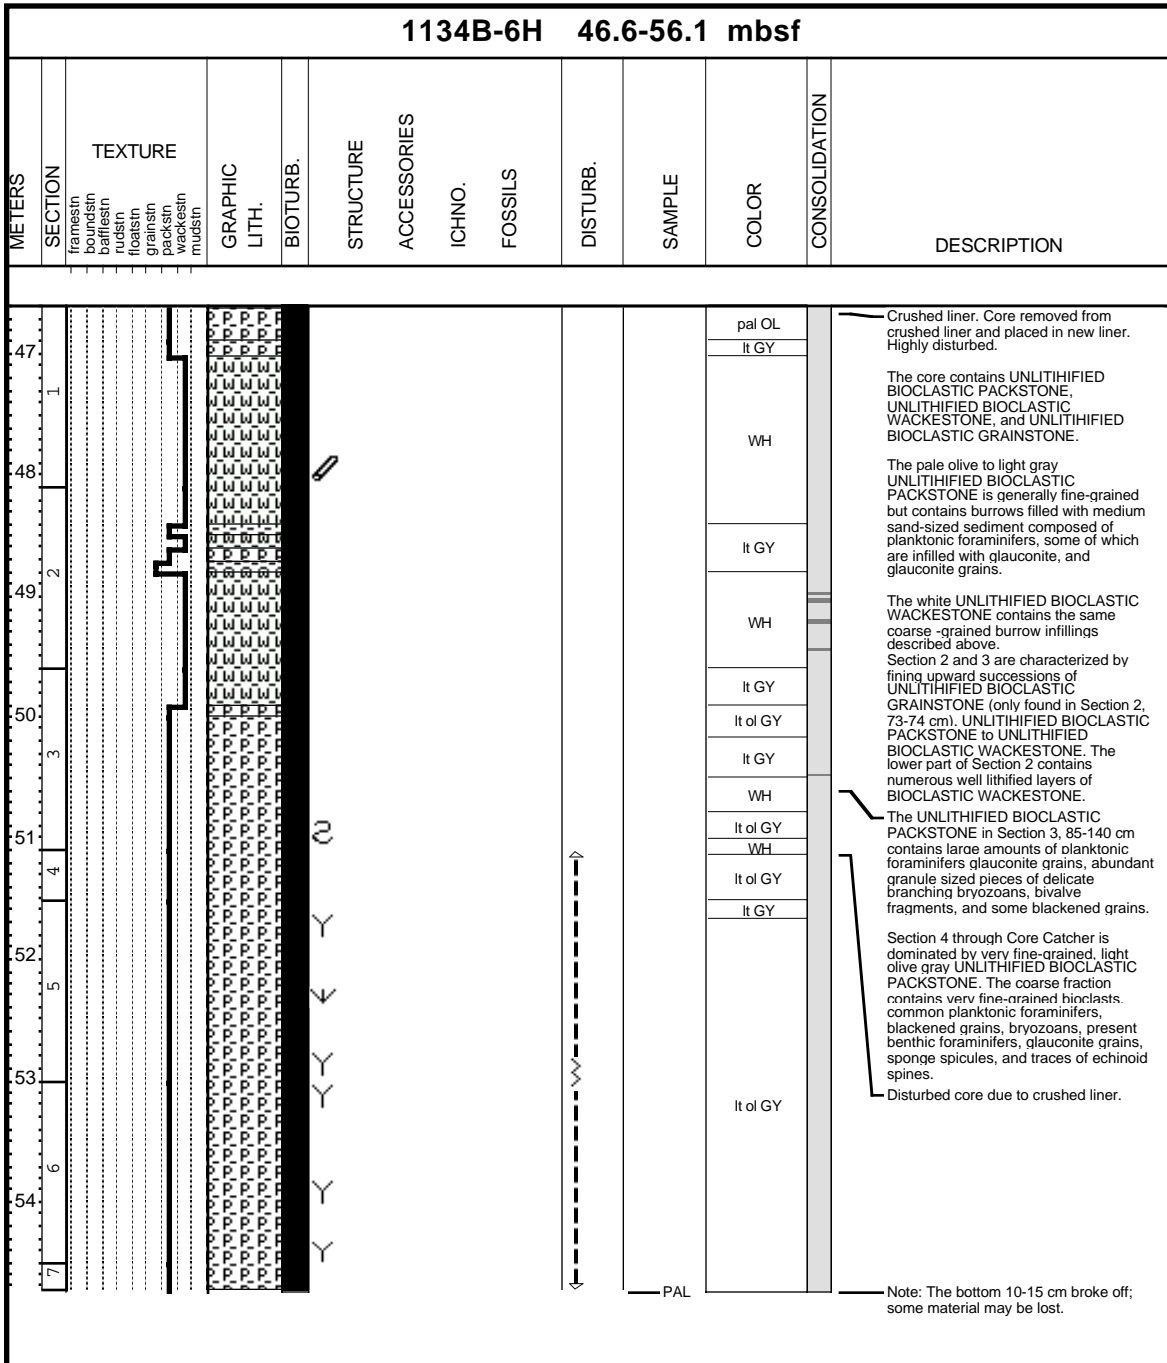 1134B-6H 46.6-56.1 mbsf
METERS
SECTION
TEXTURE
framestn
boundstn
bafflestn
rudstn
floatstn
grainstn
packstn
wackestn
mudstn
GRAPHIC
LITH.
BIOTURB.
STRUCTURE
ACCESSORIES
ICHNO.
FOSSILS
DISTURB.
SAMPLE
COLOR
CONSOLIDATION
DESCRIPTION
47
48
49
50
51
52
53
54
1
2
3
4
5
6
7
pal OL
lt GY
WH
lt GY
WH
lt GY
lt ol GY
lt GY
WH
lt ol GY
WH
lt ol GY
lt GY
lt ol GY
PAL
Crushed liner. Core removed from
crushed liner and placed in new liner.
Highly disturbed.
The core contains UNLITIHIFIED
BIOCLASTIC PACKSTONE,
UNLITHIFIED BIOCLASTIC
WACKESTONE, and UNLITIHIFIED
BIOCLASTIC GRAINSTONE.
The pale olive to light gray
UNLITIHIFIED BIOCLASTIC
PACKSTONE is generally fine-grained
but contains burrows filled with medium
sand-sized sediment composed of
planktonic foraminifers, some of which
are infilled with glauconite, and
glauconite grains.
The white UNLITHIFIED BIOCLASTIC
WACKESTONE contains the same
coarse -grained burrow infillings
described above.
Section 2 and 3 are characterized by
fining upward successions of
UNLITIHIFIED BIOCLASTIC
GRAINSTONE (only found in Section 2,
73-74 cm). UNLITIHIFIED BIOCLASTIC
PACKSTONE to UNLITHIFIED
BIOCLASTIC WACKESTONE. The
lower part of Section 2 contains
numerous well lithified layers of
BIOCLASTIC WACKESTONE.
The UNLITHIFIED BIOCLASTIC
PACKSTONE in Section 3, 85-140 cm
contains large amounts of planktonic
foraminifers glauconite grains, abundant
granule sized pieces of delicate
branching bryozoans, bivalve
fragments, and some blackened grains.
Section 4 through Core Catcher is
dominated by very fine-grained, light
olive gray UNLITHIFIED BIOCLASTIC
PACKSTONE. The coarse fraction
contains very fine-grained bioclasts,
common planktonic foraminifers,
blackened grains, bryozoans, present
benthic foraminifers, glauconite grains,
sponge spicules, and traces of echinoid
spines.
Disturbed core due to crushed liner.
Note: The bottom 10-15 cm broke off;
some material may be lost.